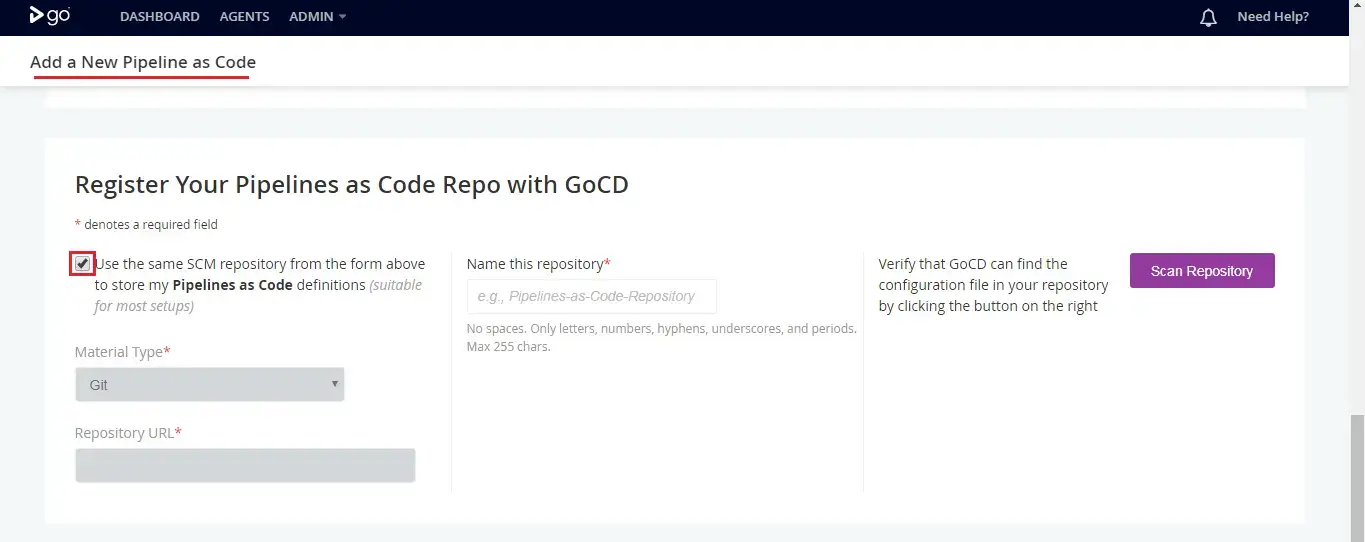 go
DASHBOARD
AGENTS
ADMIN
Need Help?
Add a New Pipeline as Code
Register Your Pipelines as Code Repo with GoCD
* denotes a required field
Use the same SCM repository from the form above
to store my Pipelines as Code definitions (suitable
for most setups)
Material Type*
Git
Repository URL*
Name this repository*
e.g., Pipelines-as-Code-Repository
No spaces. Only letters, numbers, hyphens, underscores, and periods.
Max 255 chars.
Verify that GoCD can find the
configuration file in your repository
by clicking the button on the right
Scan Repository